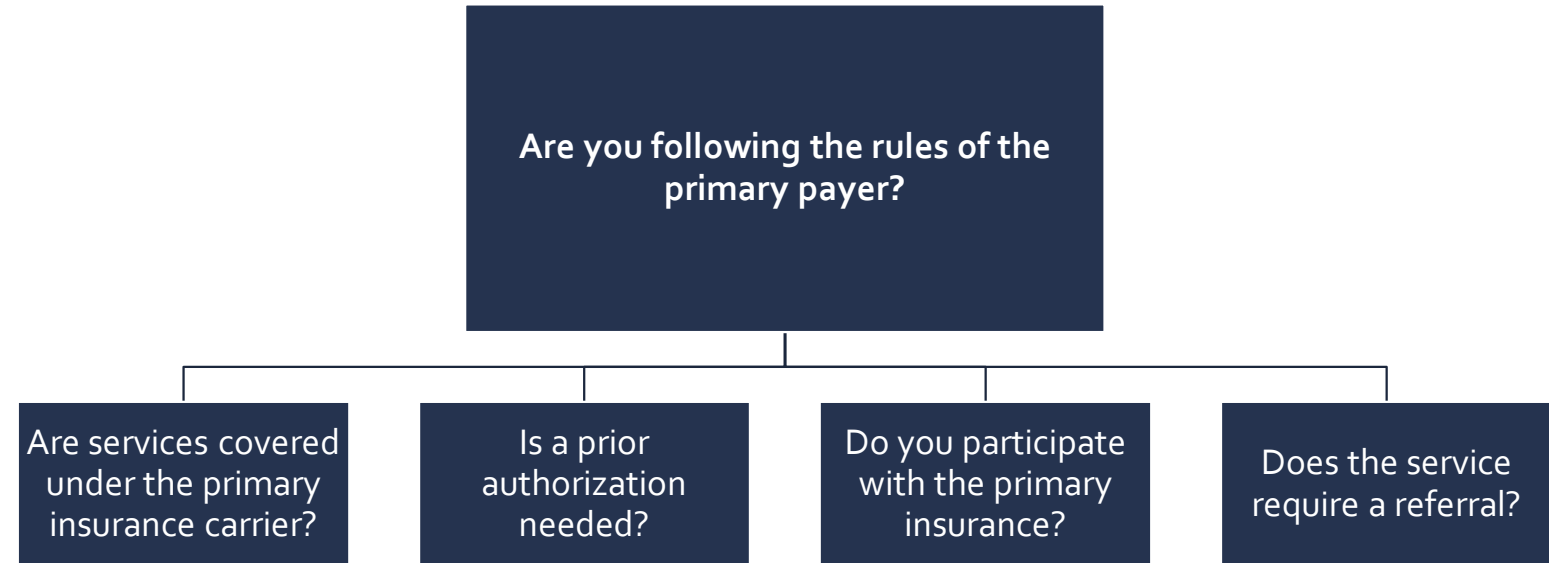 Are you following the rules of the
primary payer?
Are services covered
under the primary
insurance carrier?
Is a prior
authorization
needed?
Do you participate
with the primary
insurance?
Does the service
require a referral?